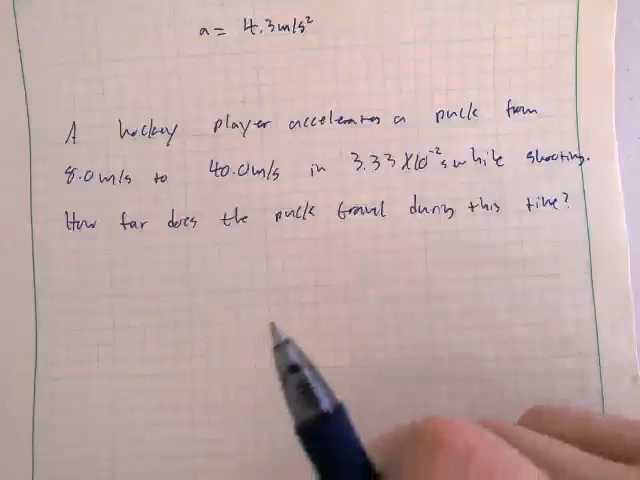 a = 4.3 m/s²
A hockey player accelerates a puck from
8.0 m/s to 40.0 m/s in 3.33 X10⁻² s while shooting.
How far does the puck travel during this time?